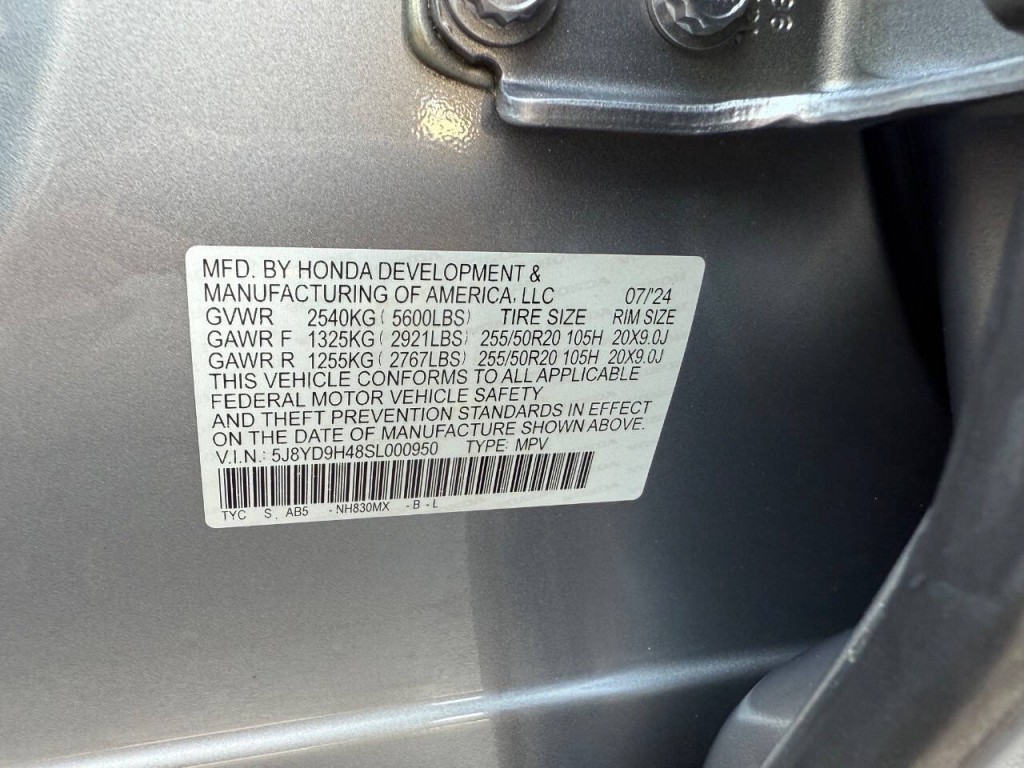 MFD. BY HONDA DEVELOPMENT &
MANUFACTURING OF AMERICA, LLC 07/'24
GVWR 2540KG ( 5600LBS) TIRE SIZE RIM SIZE
GAWR F 1325KG ( 2921LBS) 255/50R20 105H 20X9.0J
GAWR R 1255KG ( 2767LBS) 255/50R20 105H 20X9.0J
THIS VEHICLE CONFORMS TO ALL APPLICABLE
FEDERAL MOTOR VEHICLE SAFETY
AND THEFT PREVENTION STANDARDS IN EFFECT
ON THE DATE OF MANUFACTURE SHOWN ABOVE.
V.I.N.: 5J8YD9H48SL000950 TYPE: MPV
TYC S. AB5 -NH830MX -B-L